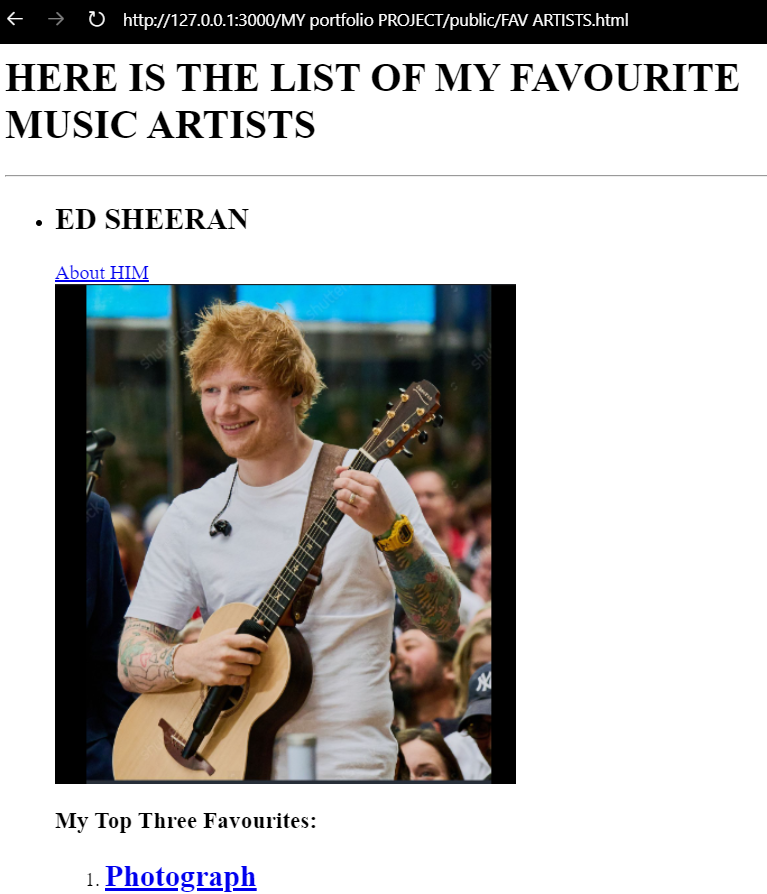 http://127.0.0.1:3000/MY portfolio PROJECT/public/FAV ARTISTS.html
HERE IS THE LIST OF MY FAVOURITE
MUSIC ARTISTS
ED SHEERAN
About HIM
NY
My Top Three Favourites:
1. Photograph